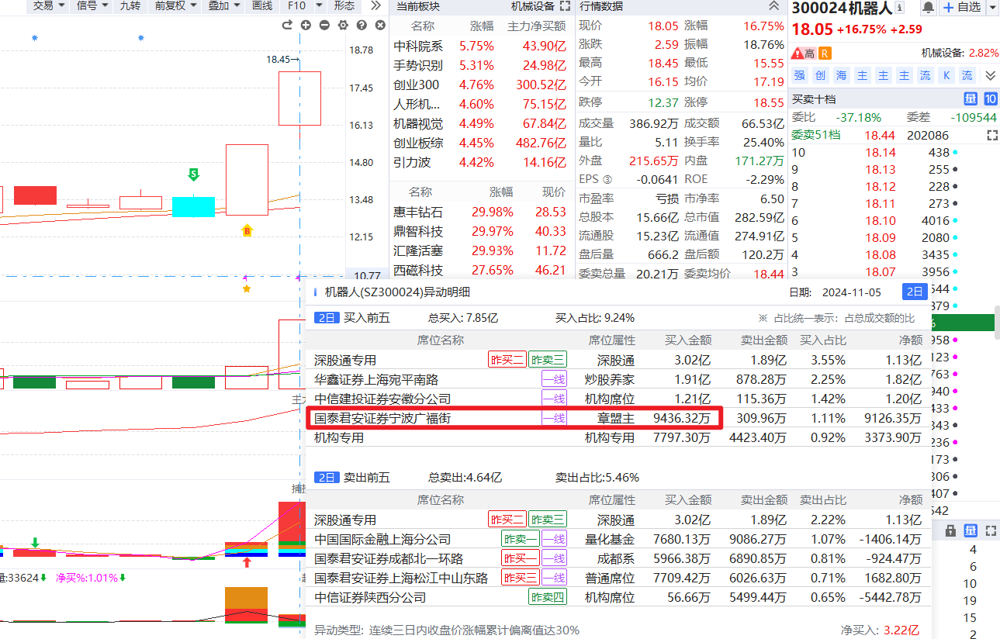 交易 信号 九转 前复权 叠加 画线 F10 形态
18.78
18.45
17.45
16.13
14.80
S
13.48
B
12.15
10.77
主力
捕捞
量:33624 净买%:1.01%
当前板块 机械设备
名称 涨幅 主力净买额
中科院系 5.75% 43.90亿
手势识别 5.31% 24.98亿
创业300 4.76% 300.52亿
人形机... 4.60% 75.15亿
机器视觉 4.49% 67.84亿
创业板综 4.45% 482.76亿
引力波 4.42% 14.16亿
名称 涨幅 现价
惠丰钻石 29.98% 28.53
鼎智科技 29.97% 40.33
汇隆活塞 29.93% 11.72
西磁科技 27.65% 46.21
行情数据
现价 18.05 涨幅 16.75%
涨跌 2.59 振幅 18.76%
最高 18.45 最低 15.55
今开 16.15 均价 17.19
跌停 12.37 涨停 18.55
成交量 386.92万 成交额 66.53亿
量比 5.11 换手率 25.40%
外盘 215.65万 内盘 171.27万
EPS ③ -0.0641 ROE -2.29%
市盈率 亏损 市净率 6.50
总股本 15.66亿 总市值 282.59亿
流通股 15.23亿 流通值 274.91亿
盘后量 666.2 盘后额 120.2万
委卖总量 20.21万 委卖均价 18.44
300024机器人 自选
18.05 +16.75% +2.59
高 R 机械设备: 2.82%
强 创 海 主 主 主 流 K 流
买卖十档 量 10
委比 -37.18% 委差 -109544
委卖51档 18.44 202086
10 18.14 438
9 18.13 255
8 18.12 228
7 18.11 273
6 18.10 4016
5 18.09 2080
4 18.08 3435
3 18.07 3956
544
379
%
958
123
763
940
433
343
236
173
306
407
542
量
4
6
10
19
15
2
机器人(SZ300024)异动明细 日期: 2024-11-05 2日
2日 买入前五 总买入: 7.85亿 买入占比: 9.24% ※ 占比统一表示：占总成交额的比
席位名称 席位属性 买入金额 卖出金额 买入占比 净额
深股通专用 昨买二 昨卖三 深股通 3.02亿 1.89亿 3.55% 1.13亿
华鑫证券上海宛平南路 一线 炒股养家 1.91亿 878.28万 2.25% 1.82亿
中信建投证券安徽分公司 一线 机构席位 1.21亿 115.36万 1.42% 1.20亿
国泰君安证券宁波广福街 一线 章盟主 9436.32万 309.96万 1.11% 9126.35万
机构专用 机构专用 7797.30万 4423.40万 0.92% 3373.90万
2日 卖出前五 总卖出:4.64亿 卖出占比:5.46%
席位名称 席位属性 买入金额 卖出金额 卖出占比 净额
深股通专用 昨买二 昨卖三 深股通 3.02亿 1.89亿 2.22% 1.13亿
中国国际金融上海分公司 昨卖一 一线 量化基金 7680.13万 9086.27万 1.07% -1406.14万
国泰君安证券成都北一环路 昨买一 一线 成都系 5966.38万 6890.85万 0.81% -924.47万
国泰君安证券上海松江中山东路 昨买三 一线 普通席位 7709.42万 6026.63万 0.71% 1682.80万
中信证券陕西分公司 昨卖四 机构席位 56.66万 5499.44万 0.65% -5442.78万
异动类型: 连续三日内收盘价涨幅累计偏离值达30% 净买入: 3.22亿